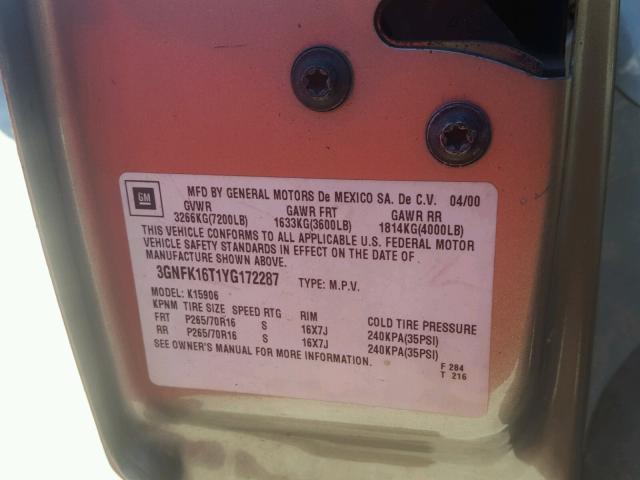 GM
MFD BY GENERAL MOTORS De MEXICO SA. De C.V. 04/00
GVWR GAWR FRT GAWR RR
3266KG(7200LB) 1633KG(3600LB) 1814KG(4000LB)
THIS VEHICLE CONFORMS TO ALL APPLICABLE U.S. FEDERAL MOTOR
VEHICLE SAFETY STANDARDS IN EFFECT ON THE DATE OF
MANUFACTURE SHOWN ABOVE.
3GNFK16T1YG172287 TYPE: M.P.V.
MODEL: K15906
KPNM TIRE SIZE SPEED RTG RIM COLD TIRE PRESSURE
FRT P265/70R16 S 16X7J 240KPA(35PSI)
RR P265/70R16 S 16X7J 240KPA(35PSI)
SEE OWNER'S MANUAL FOR MORE INFORMATION.
F 284
T 216